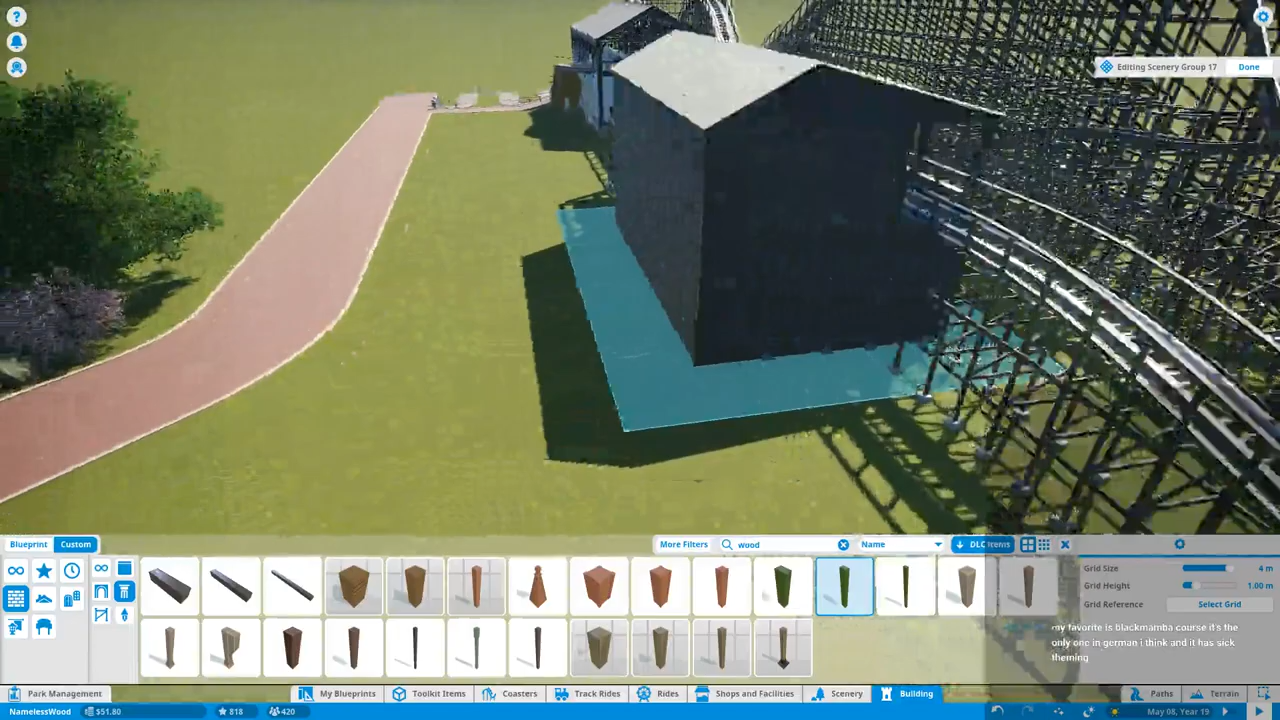 Editing Scenery Group 17 Done
Blueprint Custom More Filters wood Name DLC Items
Grid Size 4 m
Grid Height 1.00 m
Grid Reference Select Grid
my favorite is blackmamba course it's the
only one in german i think and it has sick
theming
Park Management My Blueprints Toolkit Items Coasters Track Rides Rides Shops and Facilities Scenery Building Paths Terrain
NamelessWood $51.80 818 420 May 08, Year 19